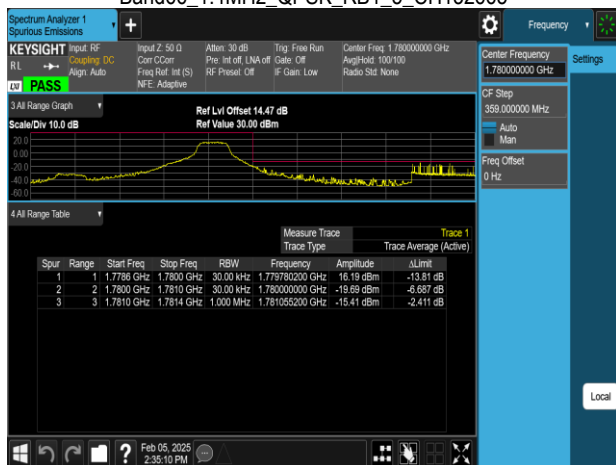 Spectrum Analyzer 1
Spurious Emissions
+
Frequency
KEYSIGHT
RL
PASS
Input: RF
Coupling: DC
Align: Auto
Input Z: 50 Ω
Corr CCorr
Freq Ref: Int (S)
NFE: Adaptive
Atten: 30 dB
Pre: Int off, LNA off
RF Preset: Off
Trig: Free Run
Gate: Off
IF Gain: Low
Center Freq: 1.780000000 GHz
Avg|Hold: 100/100
Radio Std: None
Center Frequency
1.780000000 GHz
Settings
CF Step
359.000000 MHz
Auto
Man
Freq Offset
0 Hz
3 All Range Graph
Scale/Div 10.0 dB
Ref Lvl Offset 14.47 dB
Ref Value 30.00 dBm
20.0
0.00
-20.0
-40.0
-60.0
4 All Range Table
Measure Trace Trace 1
Trace Type Trace Average (Active)
Spur Range Start Freq Stop Freq RBW Frequency Amplitude ΔLimit
1 1 1.7786 GHz 1.7800 GHz 30.00 kHz 1.779780200 GHz 16.19 dBm -13.81 dB
2 2 1.7800 GHz 1.7810 GHz 30.00 kHz 1.780000000 GHz -19.69 dBm -6.687 dB
3 3 1.7810 GHz 1.7814 GHz 1.000 MHz 1.781055200 GHz -15.41 dBm -2.411 dB
Local
?
Feb 05, 2025
2:35:10 PM